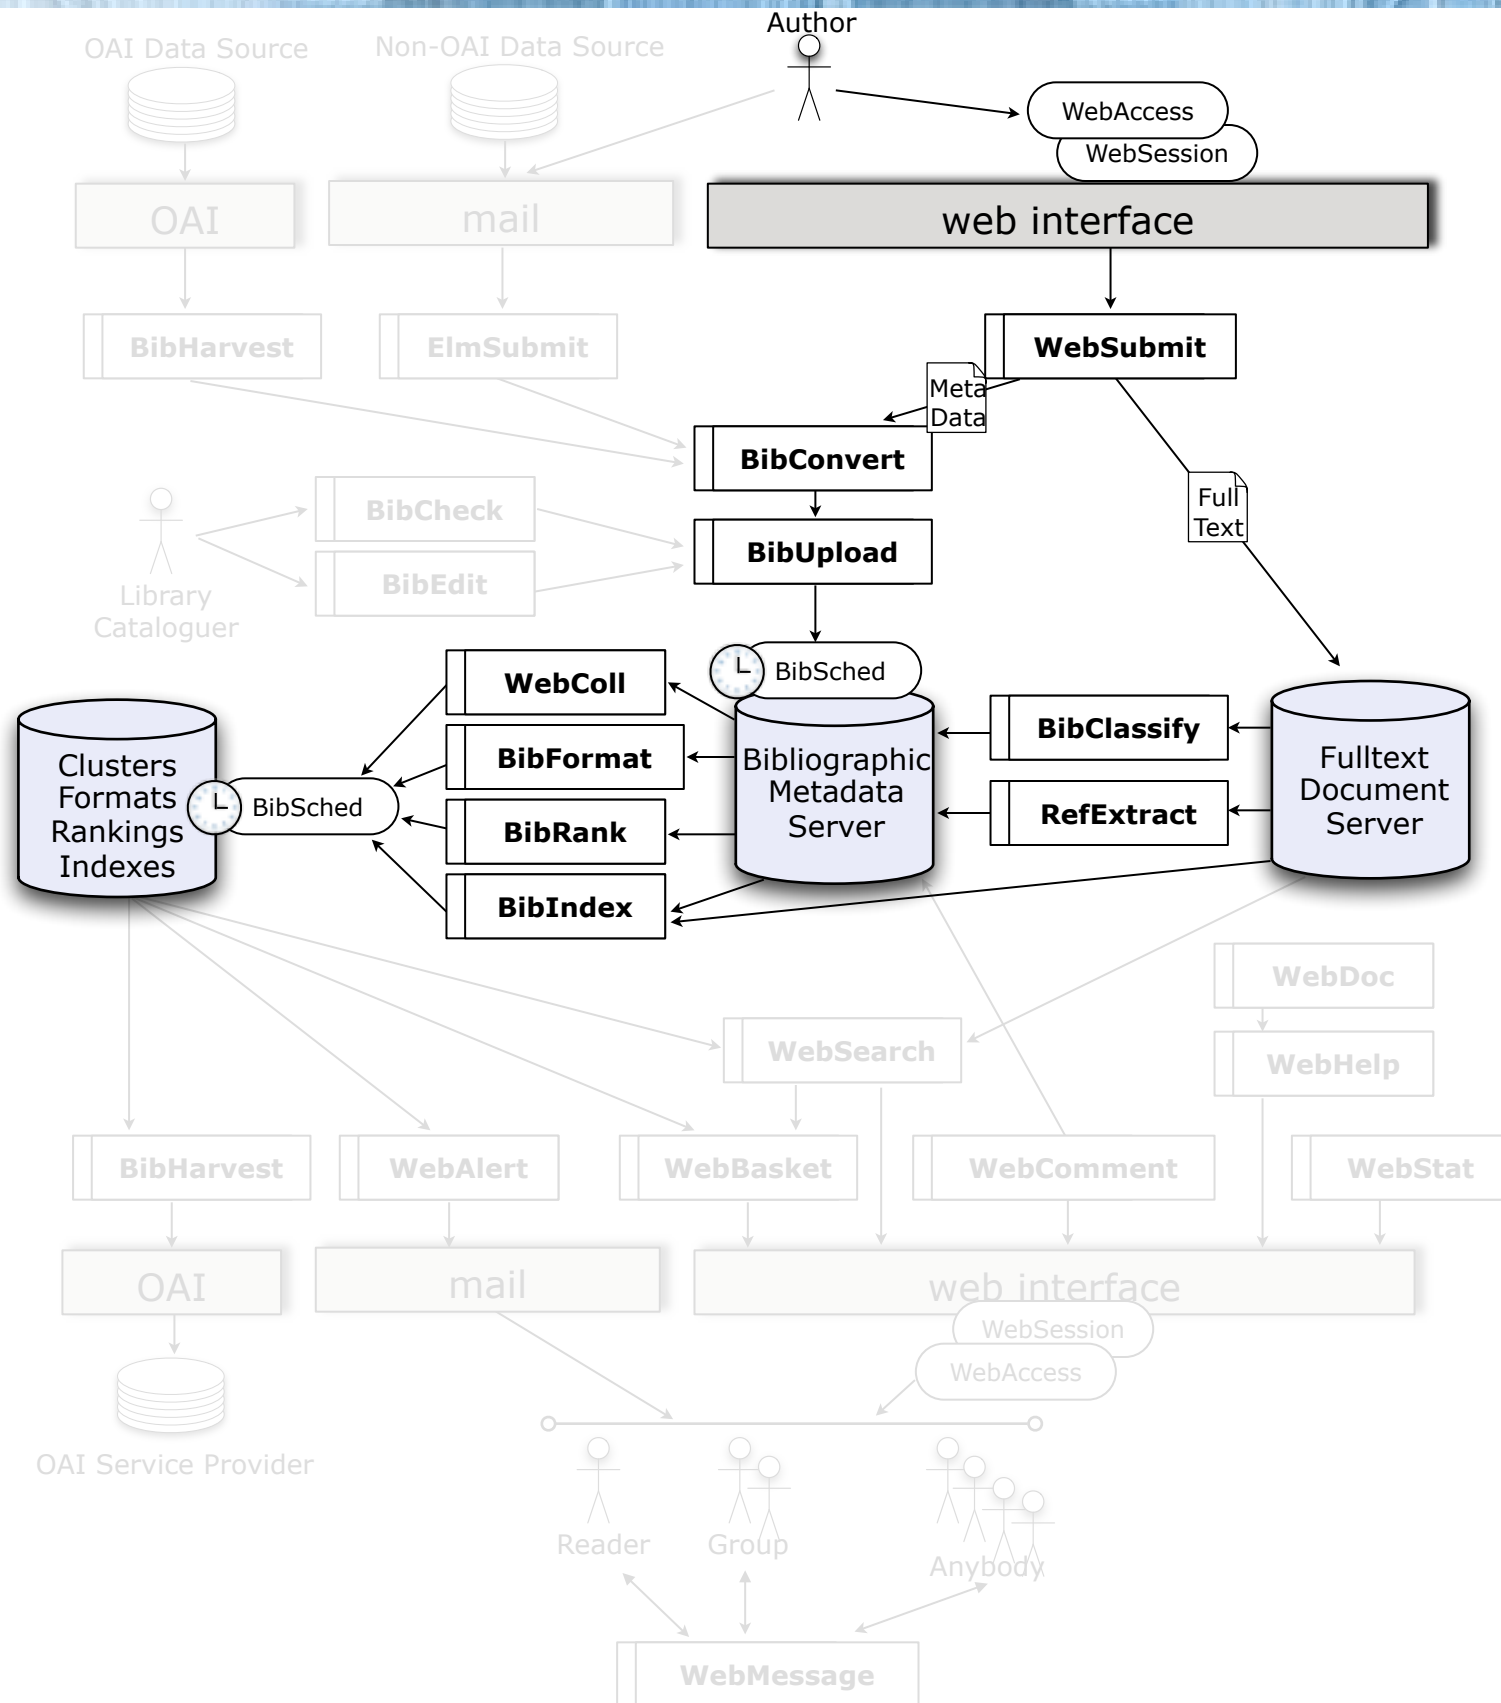 Author
OAI Data Source
Non-OAI Data Source
WebAccess
WebSession
OAI
mail
web interface
BibHarvest
ElmSubmit
WebSubmit
Meta
Data
BibConvert
Full
Text
BibCheck
BibUpload
BibEdit
Library
Cataloguer
BibSched
WebColl
BibClassify
BibFormat
Bibliographic
Metadata
Server
Fulltext
Document
Server
Clusters
Formats
Rankings
Indexes
BibSched
BibRank
RefExtract
BibIndex
WebDoc
WebSearch
WebHelp
BibHarvest
WebAlert
WebBasket
WebComment
WebStat
OAI
mail
web interface
WebSession
WebAccess
OAI Service Provider
Reader
Group
Anybody
WebMessage